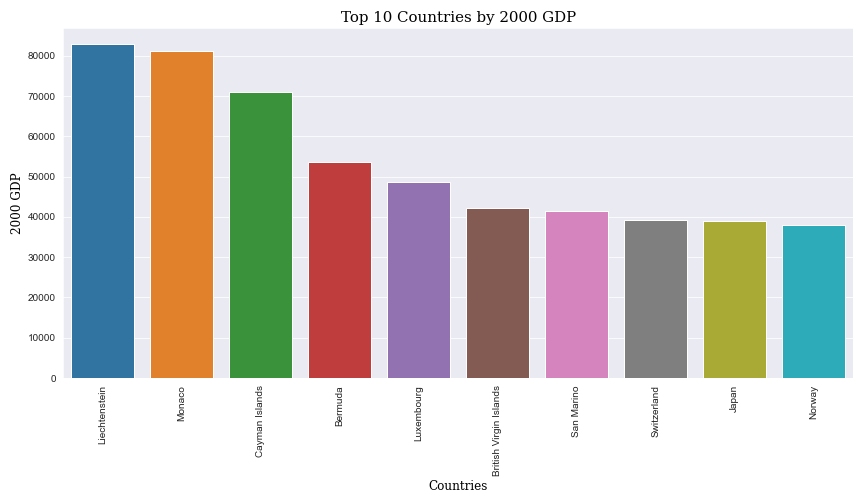 Top 10 Countries by 2000 GDP
2000 GDP
80000
70000
60000
50000
40000
30000
20000
10000
0
Liechtenstein
Monaco
Cayman Islands
Bermuda
Luxembourg
British Virgin Islands
San Marino
Switzerland
Japan
Norway
Countries